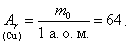 A_r (Cu) = m_0 / 1 а. о. м. = 64.